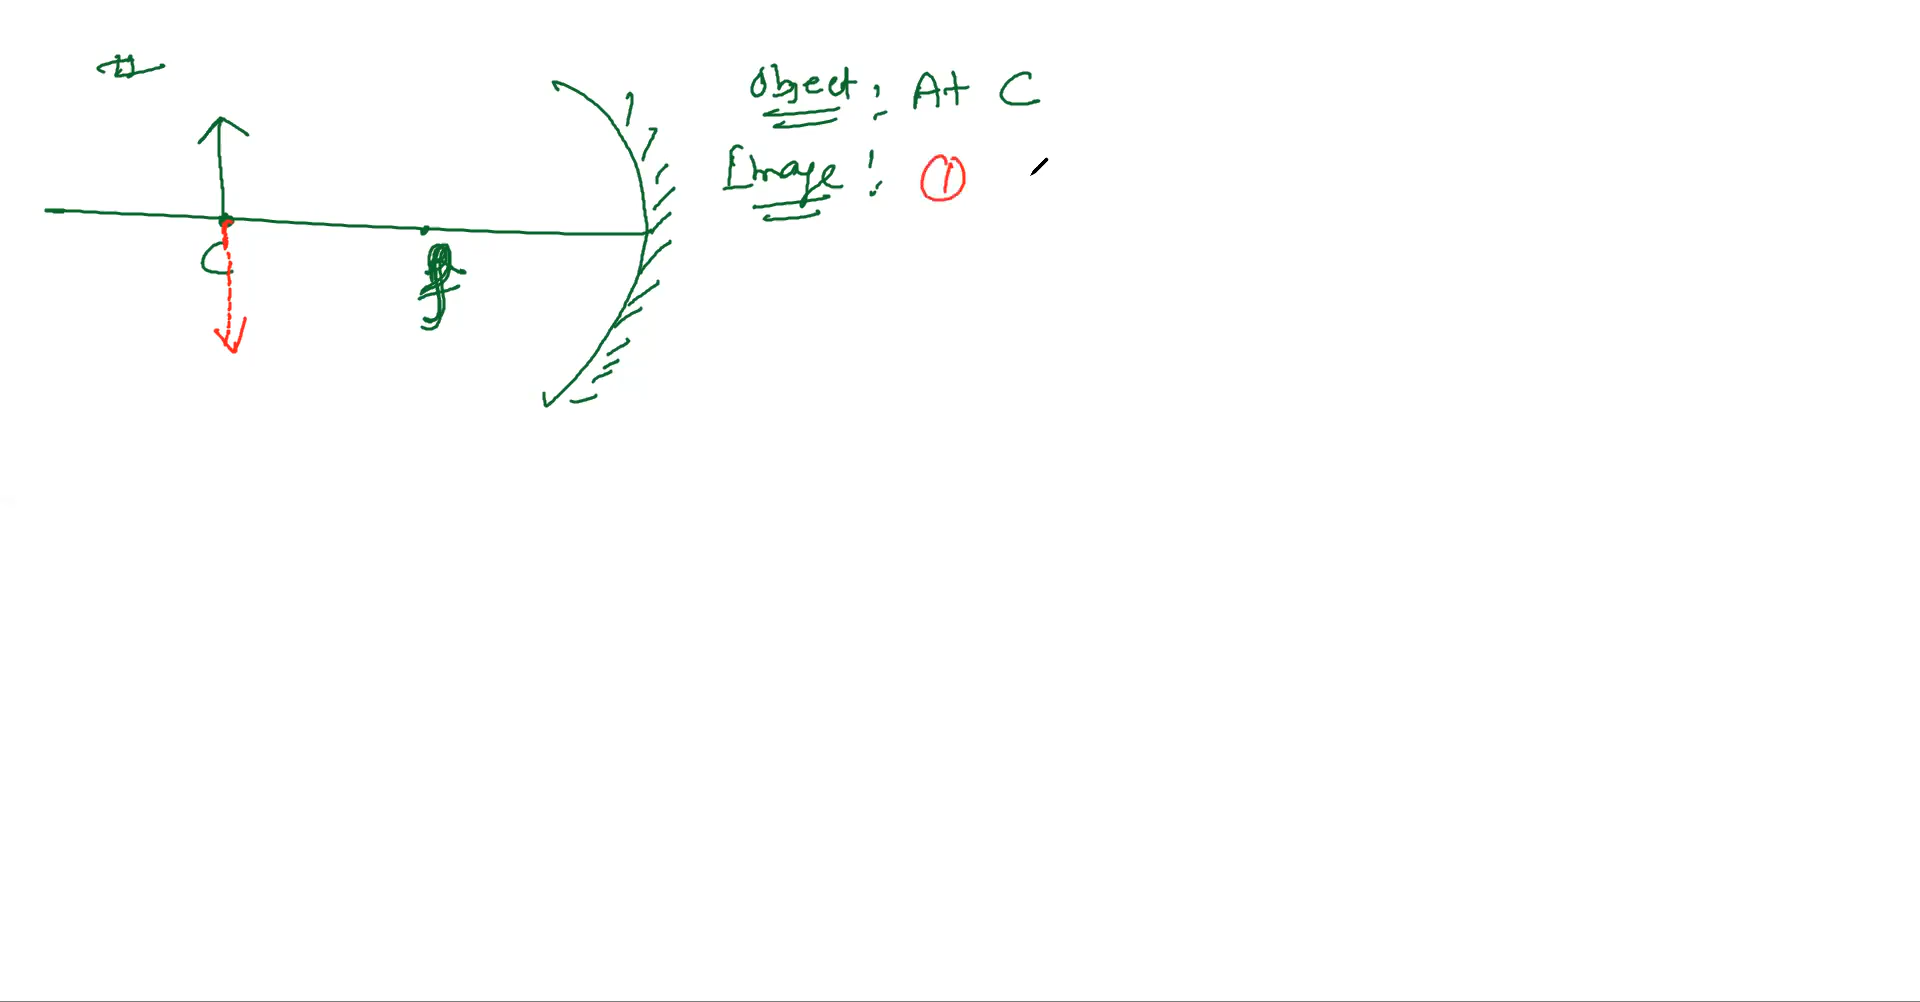 #
Object : At C
Image : ①
C
f